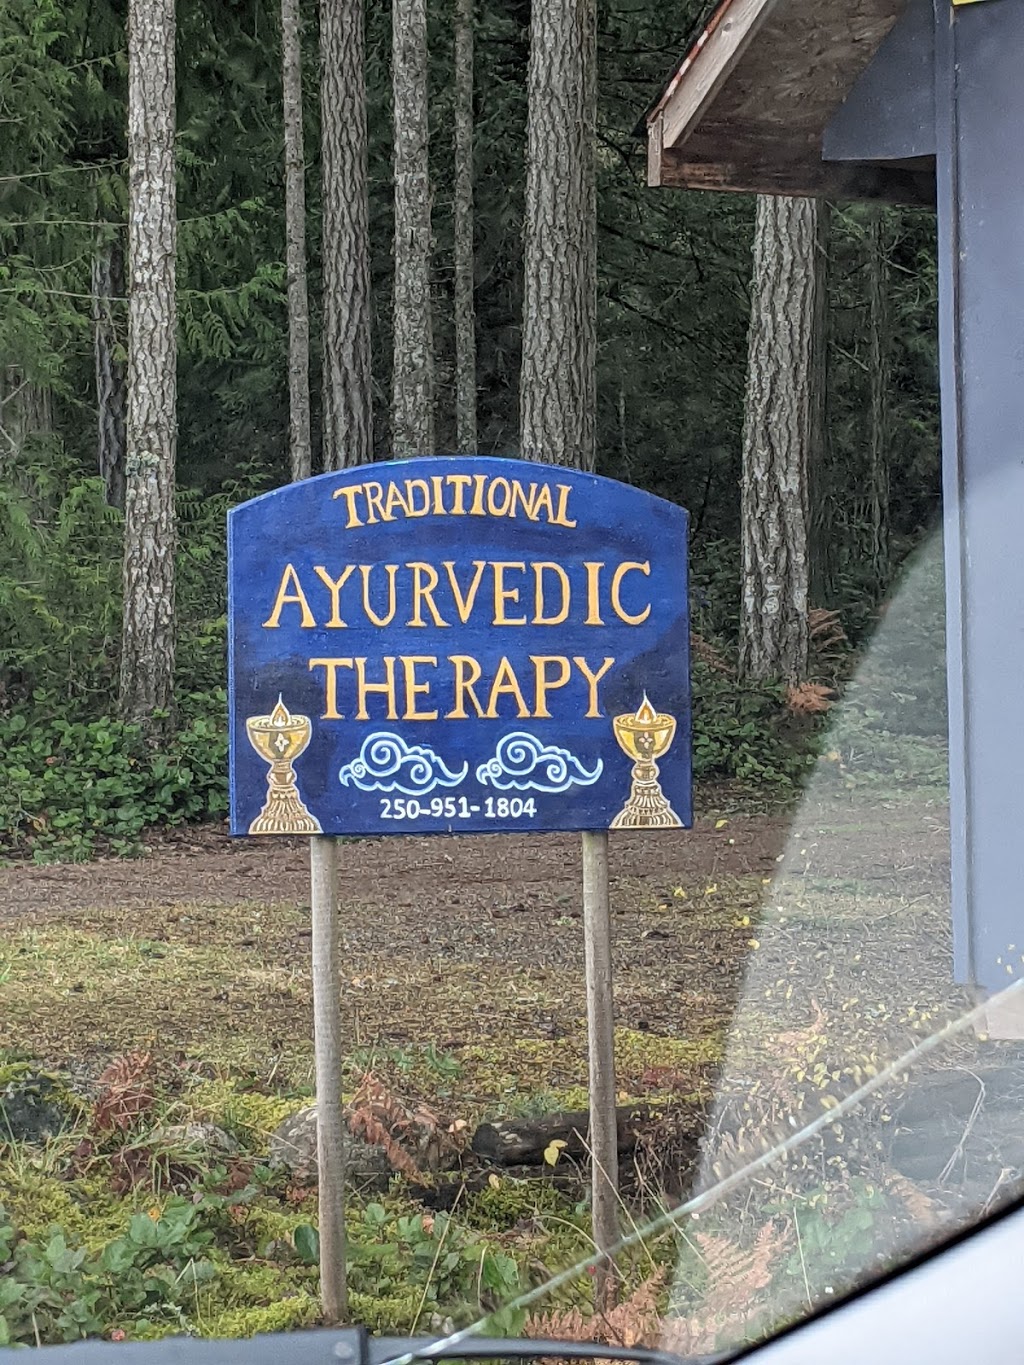 TRADITIONAL
AYURVEDIC
THERAPY
250-951-1804